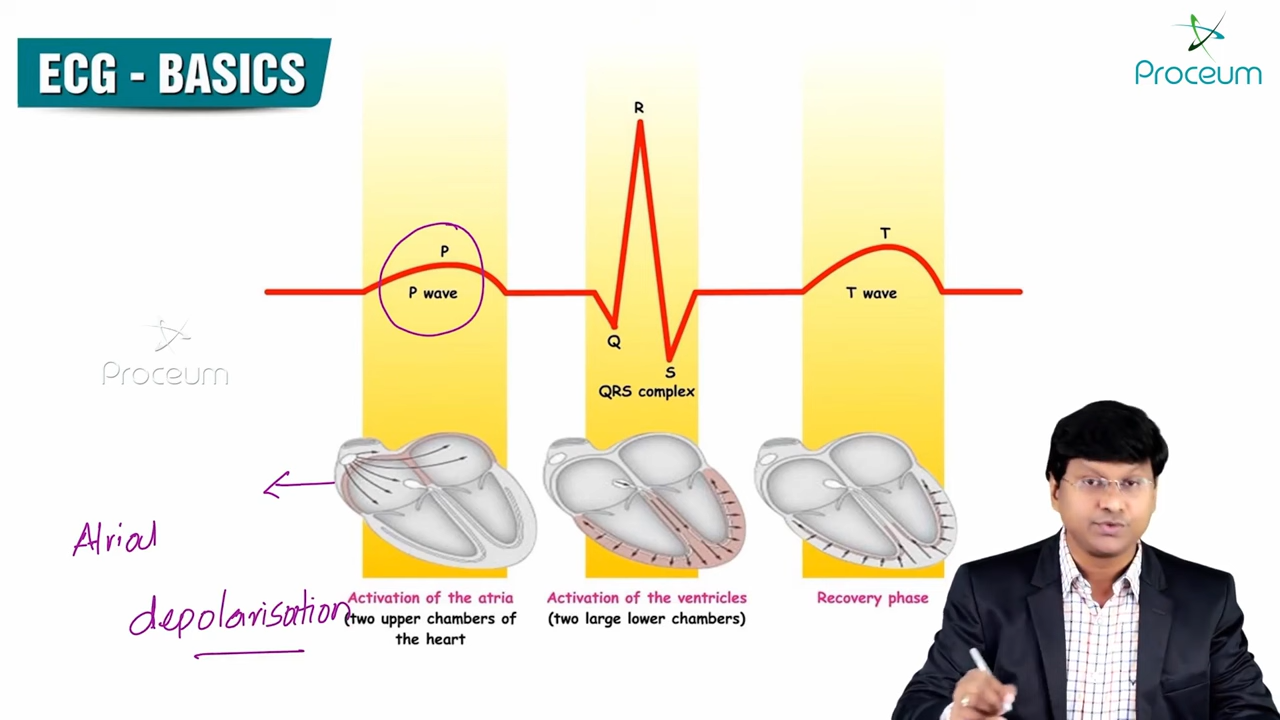 ECG - BASICS
Proceum
R
P
T
P wave
T wave
Q
S
QRS complex
Proceum
Atrial
depolarisation
Activation of the atria
(two upper chambers of
the heart
Activation of the ventricles
(two large lower chambers)
Recovery phase